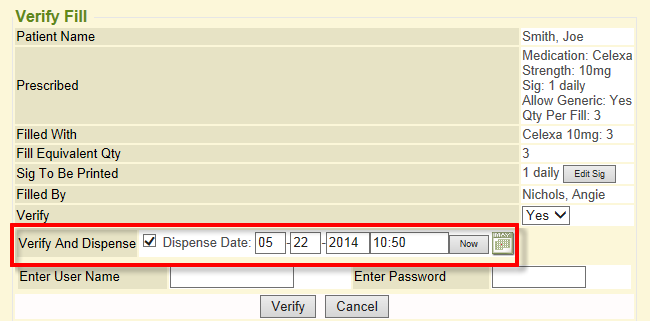 Verify Fill
Patient Name Smith, Joe
Prescribed
Medication: Celexa
Strength: 10mg
Sig: 1 daily
Allow Generic: Yes
Qty Per Fill: 3
Filled With Celexa 10mg: 3
Fill Equivalent Qty 3
Sig To Be Printed 1 daily Edit Sig
Filled By Nichols, Angie
Verify Yes
Verify And Dispense Dispense Date: 05-22-2014 10:50 Now
Enter User Name Enter Password
Verify Cancel